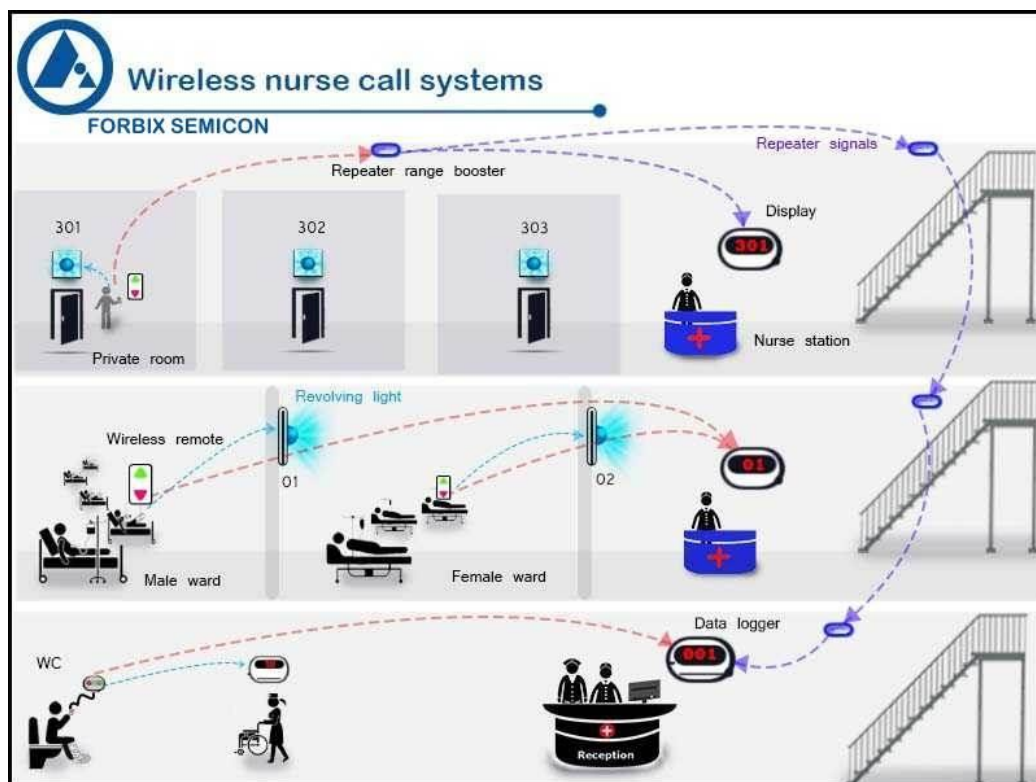 Wireless nurse call systems
FORBIX SEMICON
Repeater signals
Repeater range booster
301
302
303
Display
301
Private room
Nurse station
Revolving light
Wireless remote
01
01
02
Male ward
Female ward
Data logger
WC
001
Reception